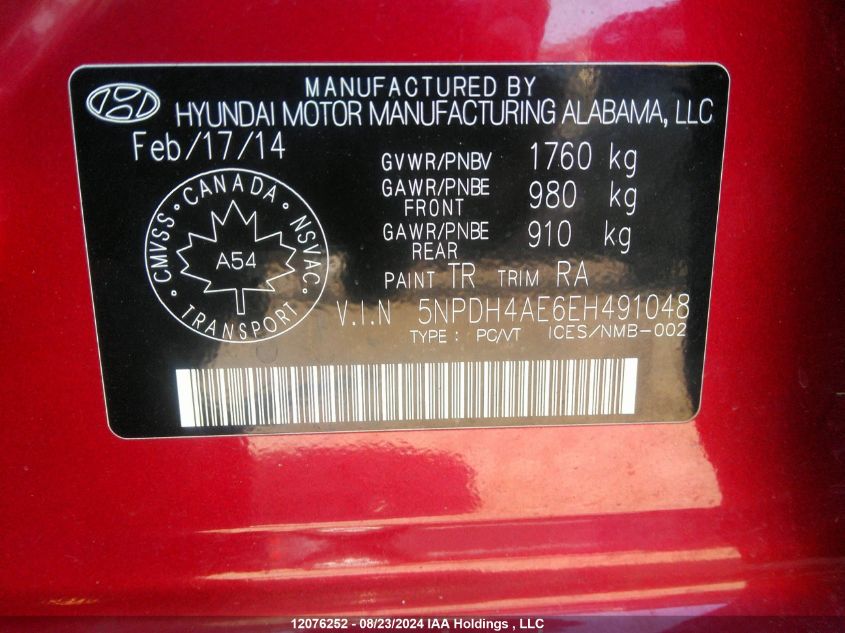 MANUFACTURED BY
HYUNDAI MOTOR MANUFACTURING ALABAMA, LLC
Feb/17/14
GVWR/PNBV 1760 kg
GAWR/PNBE FRONT 980 kg
GAWR/PNBE REAR 910 kg
CMVSS · CANADA · NSVAC · TRANSPORT ·
A54
PAINT TR TRIM RA
V.I.N 5NPDH4AE6EH491048
TYPE : PC/VT ICES/NMB-002
12076252 - 08/23/2024 IAA Holdings , LLC